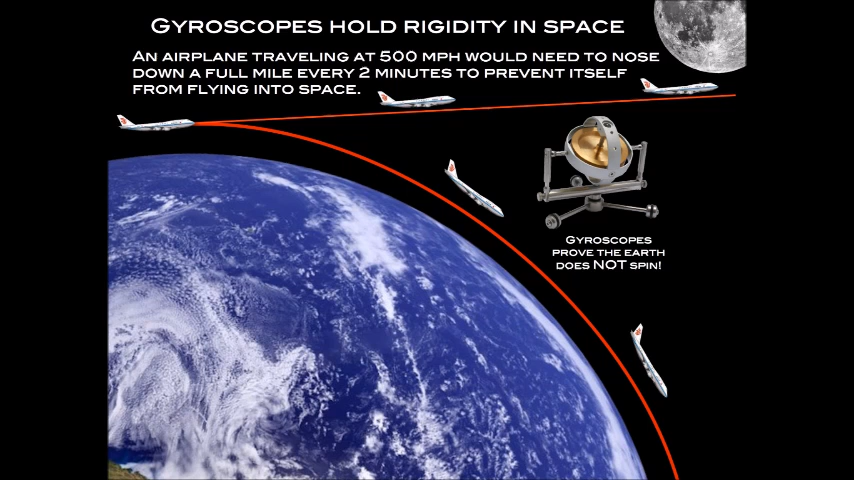 Gyroscopes hold rigidity in space
An airplane traveling at 500 mph would need to nose
down a full mile every 2 minutes to prevent itself
from flying into space.
Gyroscopes
prove the earth
does NOT spin!